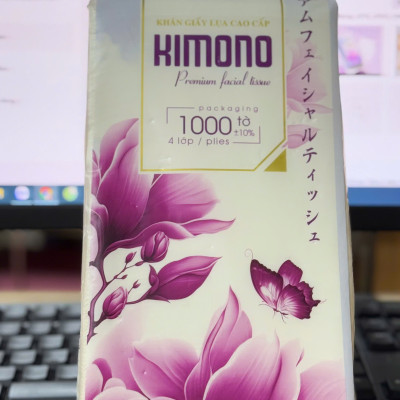 KHĂN GIẤY LỤA CAO CẤP
KIMONO
Premium facial tissue
packaging
1000 tờ
±10%
4 lớp / plies
アムフェイシャルティッシュ